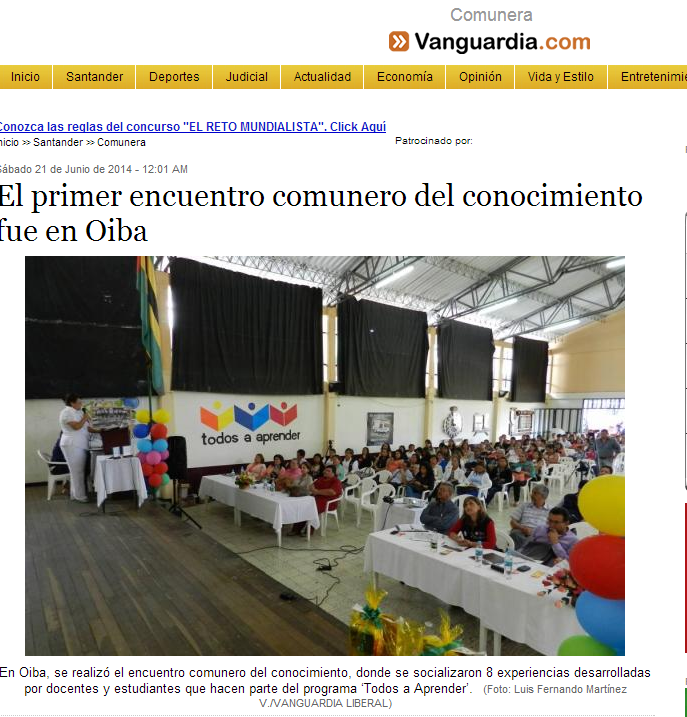 Comunera
Vanguardia.com
Inicio Santander Deportes Judicial Actualidad Economía Opinión Vida y Estilo Entretenimie
Conozca las reglas del concurso "EL RETO MUNDIALISTA". Click Aquí
nicio >> Santander >> Comunera
Patrocinado por:
Sábado 21 de Junio de 2014 - 12:01 AM
El primer encuentro comunero del conocimiento
fue en Oiba
todos a aprender
En Oiba, se realizó el encuentro comunero del conocimiento, donde se socializaron 8 experiencias desarrolladas
por docentes y estudiantes que hacen parte del programa ‘Todos a Aprender’. (Foto: Luis Fernando Martínez
V./VANGUARDIA LIBERAL)